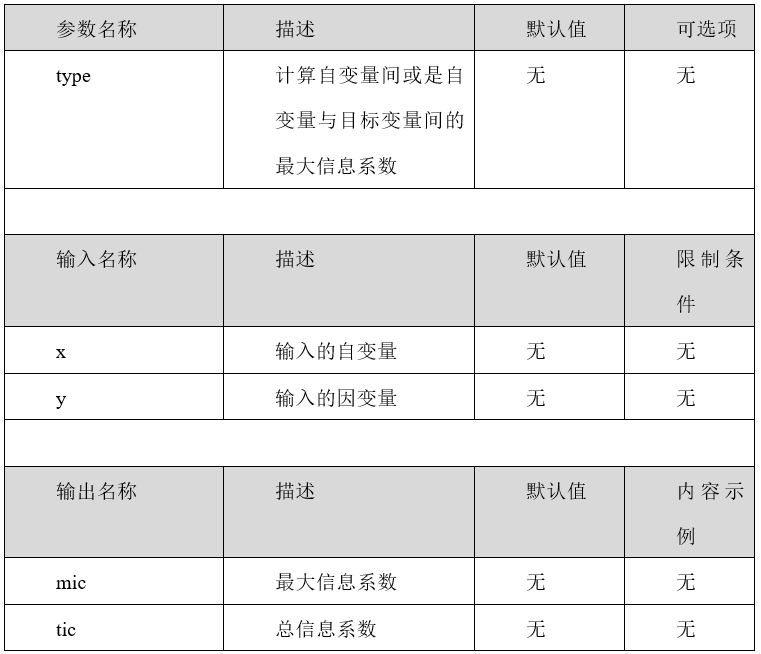 参数名称 描述 默认值 可选项
type 计算自变量间或是自 无 无
变量与目标变量间的
最大信息系数
输入名称 描述 默认值 限制条
件
x 输入的自变量 无 无
y 输入的因变量 无 无
输出名称 描述 默认值 内容示
例
mic 最大信息系数 无 无
tic 总信息系数 无 无